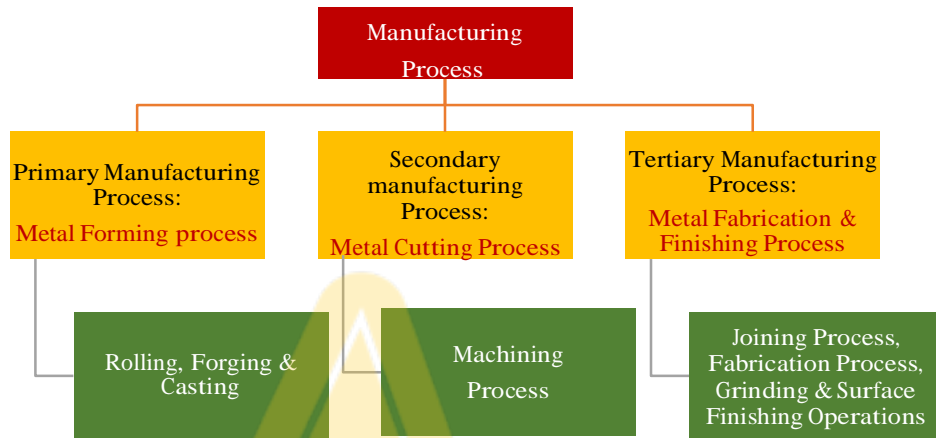 Manufacturing
Process
Primary Manufacturing
Process:
Metal Forming process
Secondary
manufacturing
Process:
Metal Cutting Process
Tertiary Manufacturing
Process:
Metal Fabrication &
Finishing Process
Rolling, Forging &
Casting
Machining
Process
Joining Process,
Fabrication Process,
Grinding & Surface
Finishing Operations